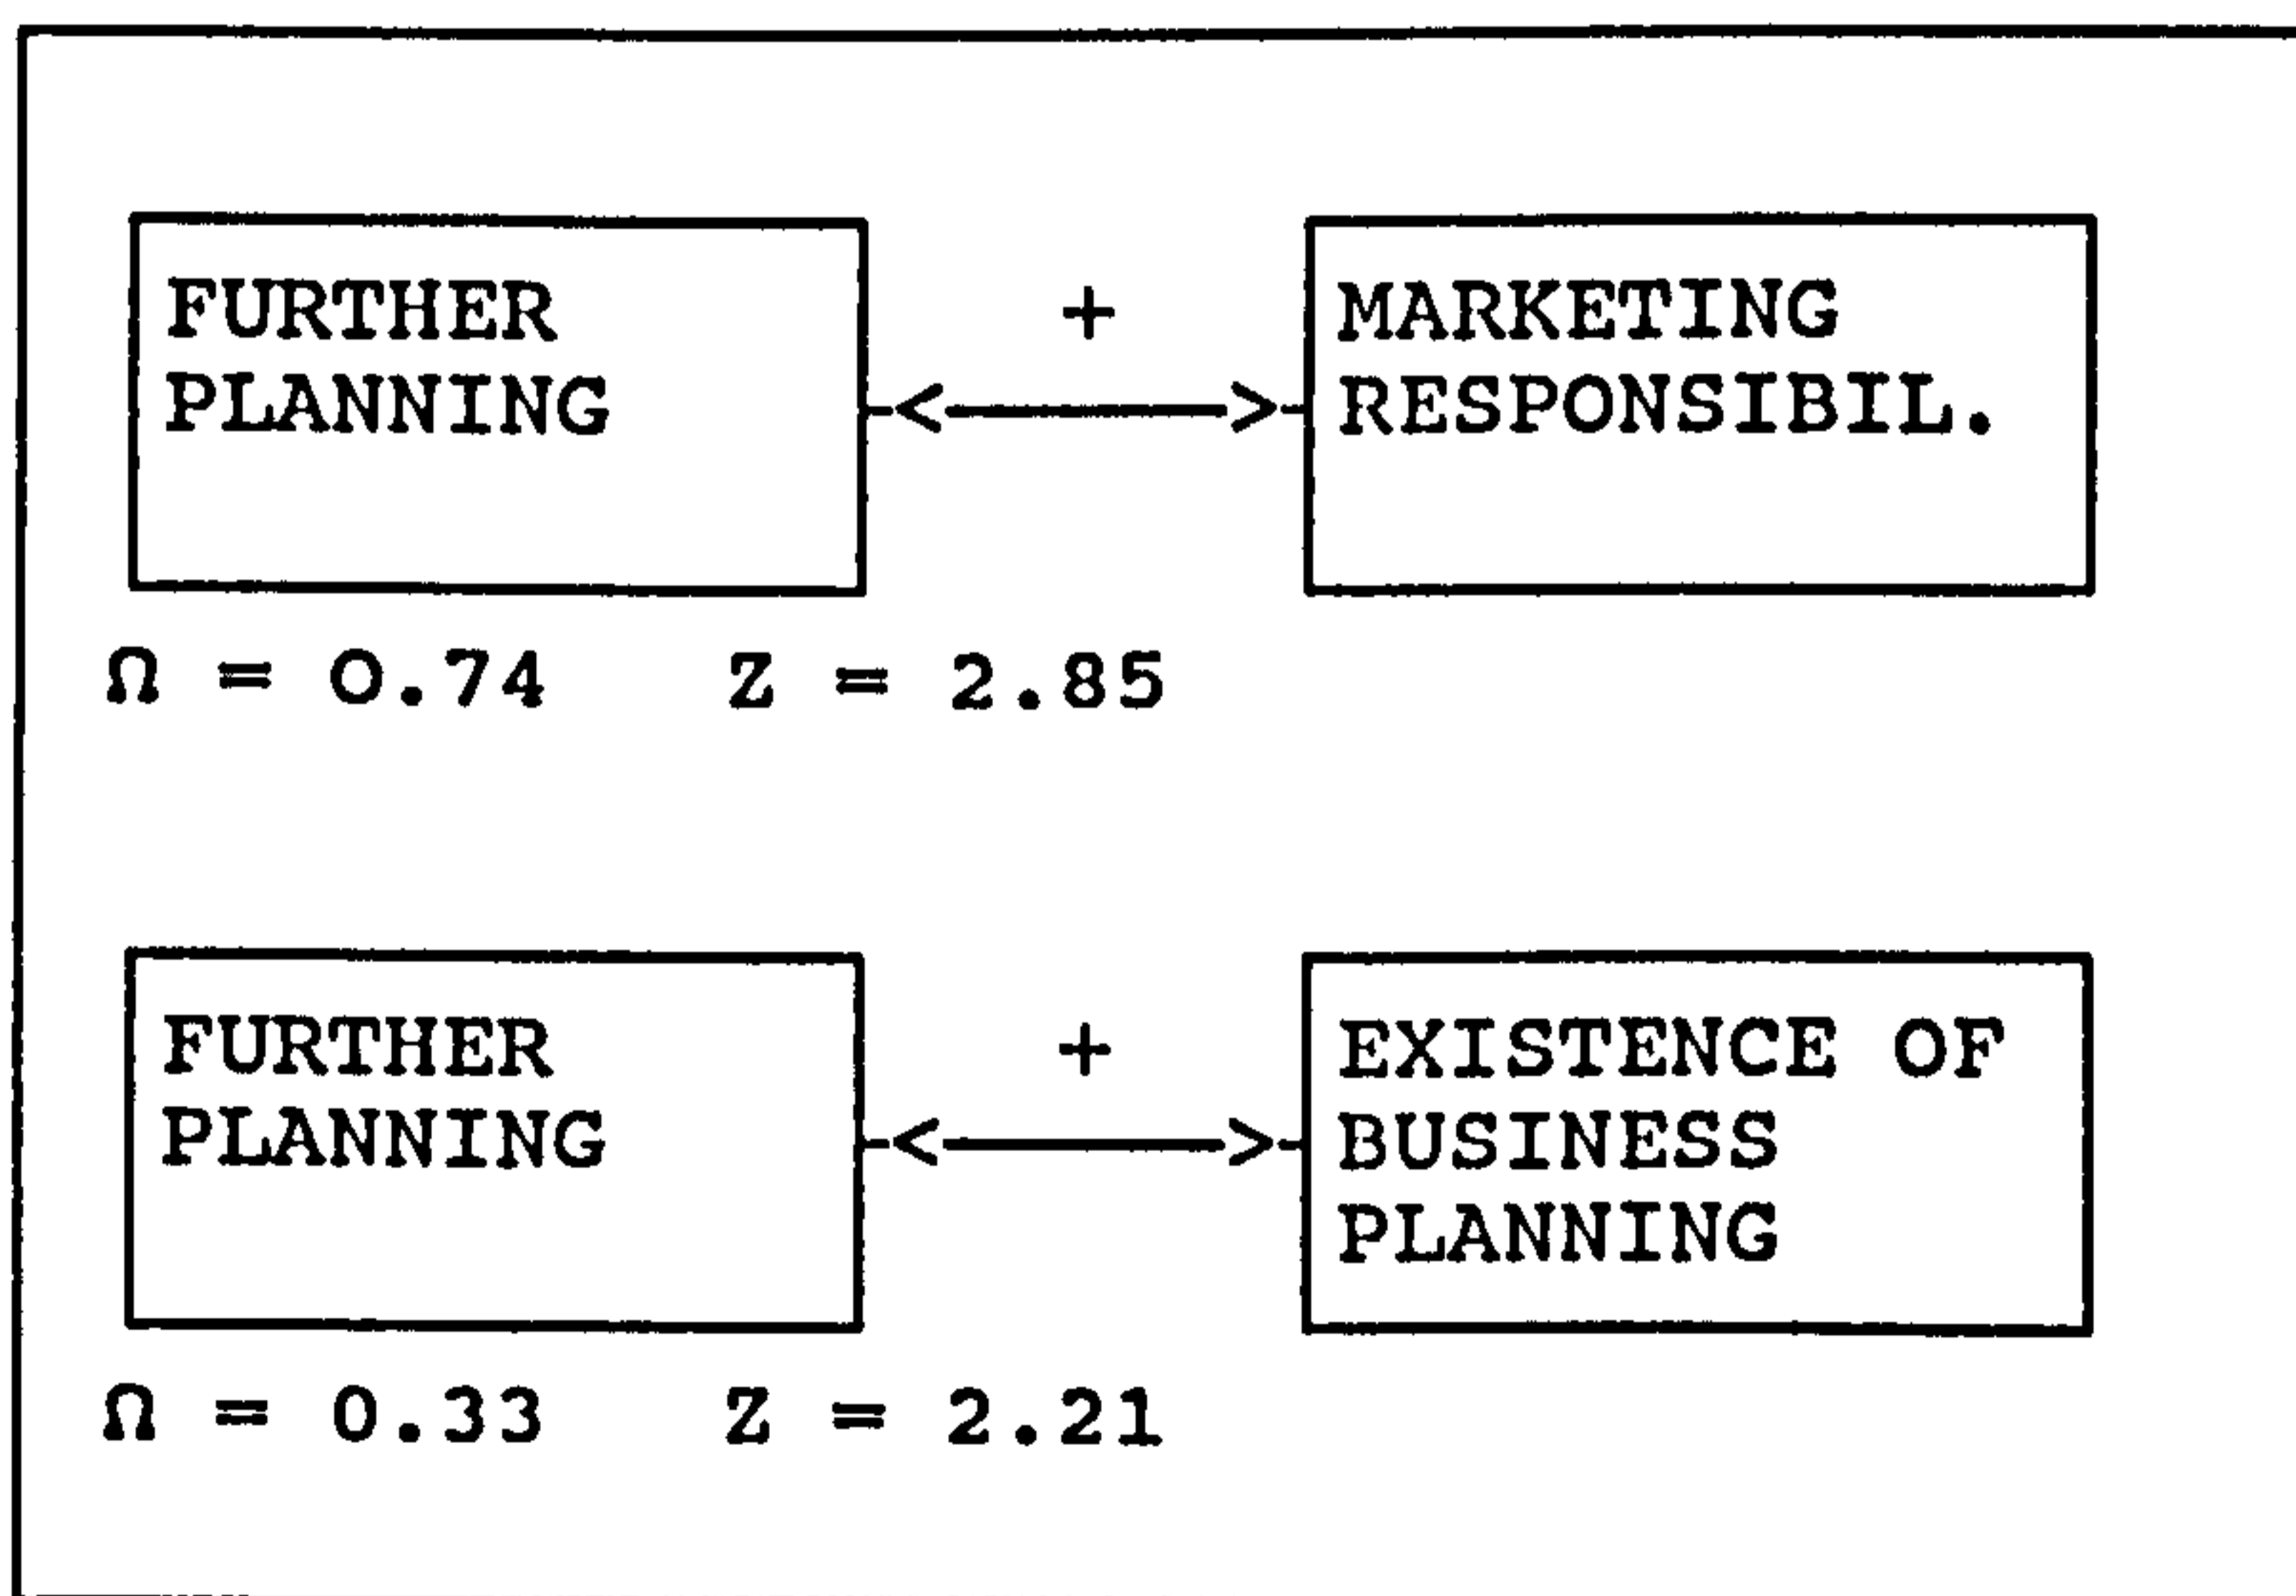 FURTHER
PLANNING
+
<---->
MARKETING
RESPONSIBIL.
Ω = 0.74 Z = 2.85
FURTHER
PLANNING
+
<---->
EXISTENCE OF
BUSINESS
PLANNING
Ω = 0.33 Z = 2.21